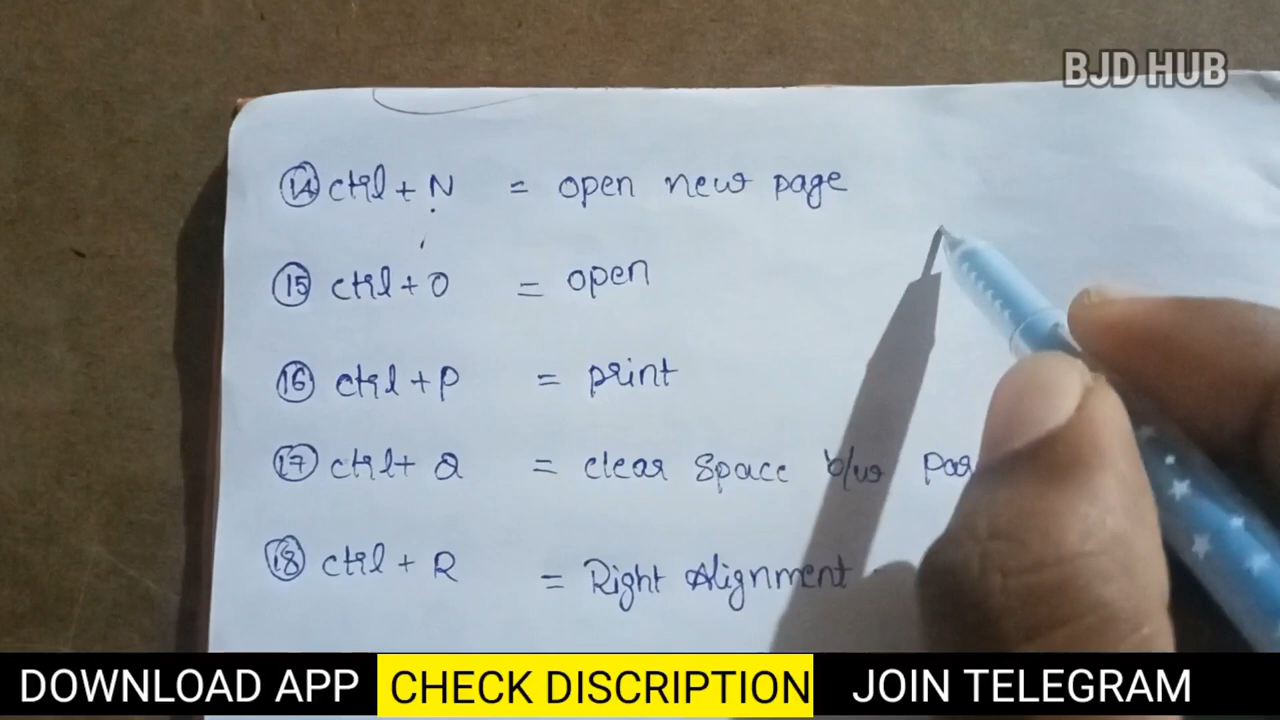 BJD HUB
14 ctrl + N = open new page
15 ctrl + O = open
16 ctrl + P = print
17 ctrl + Q = clear space b/w
18 ctrl + R = Right Alignment
DOWNLOAD APP CHECK DISCRIPTION JOIN TELEGRAM